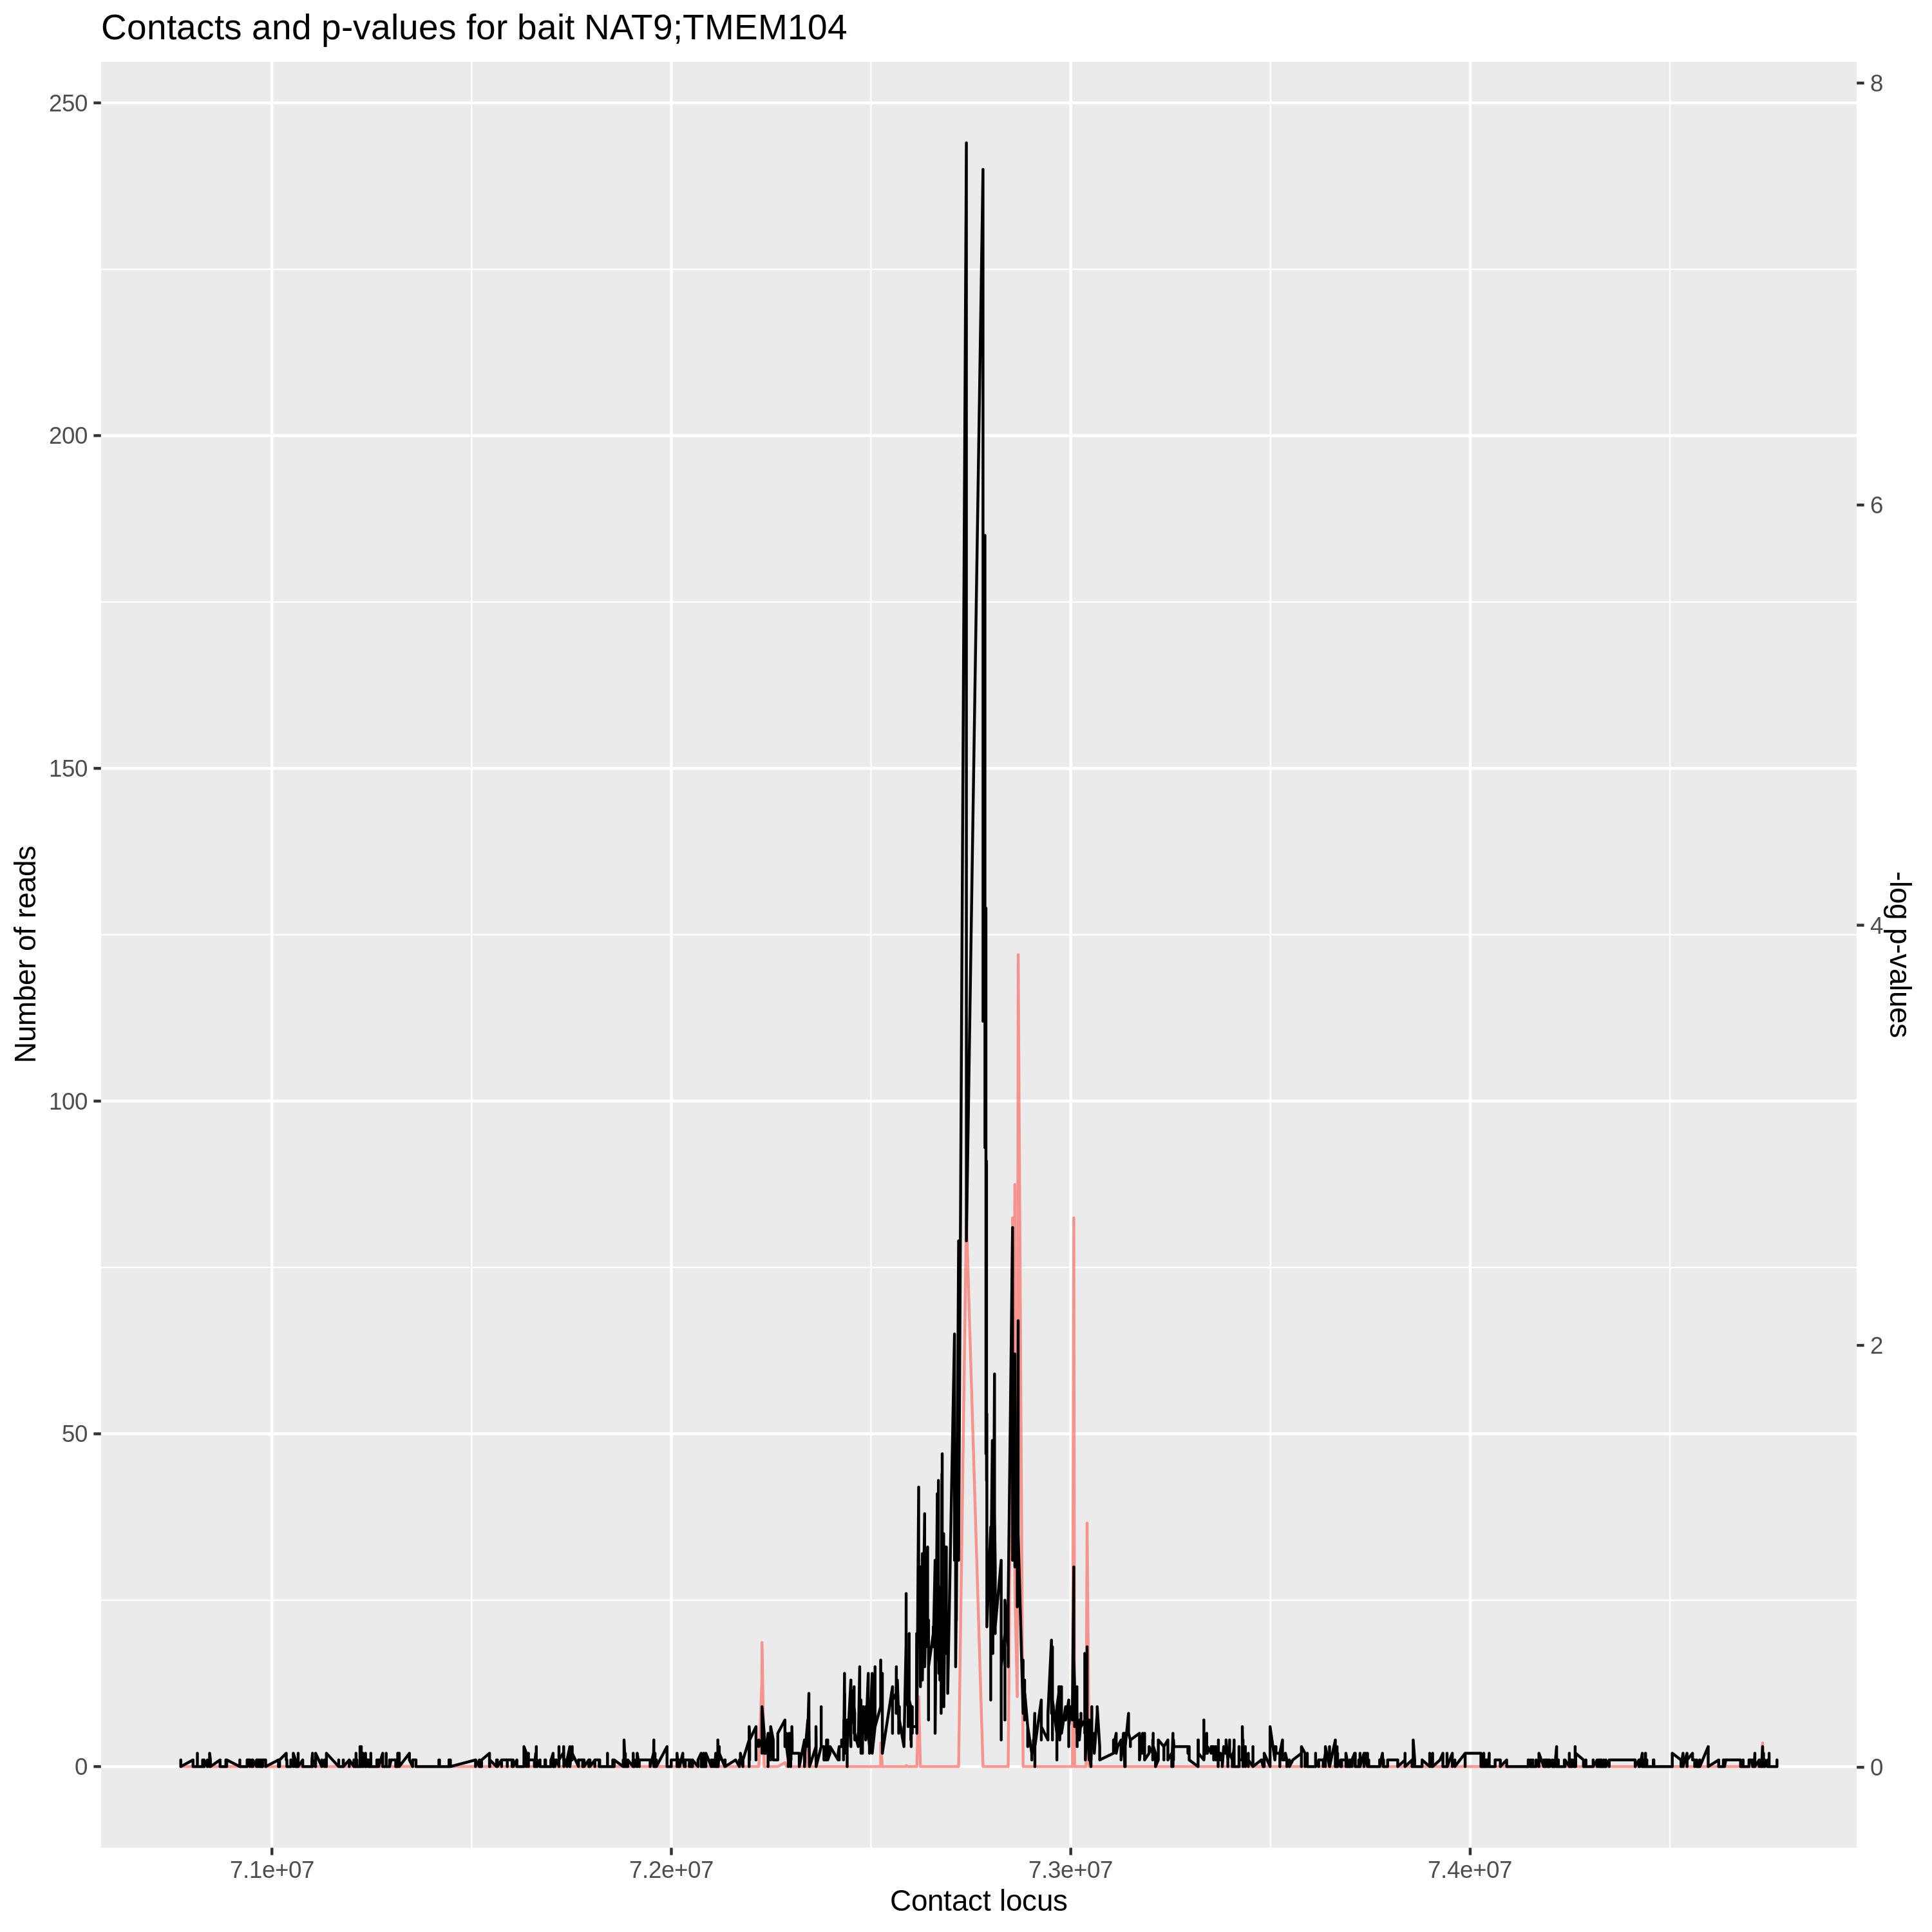 Contacts and p-values for bait NAT9;TMEM104
250
200
150
100
50
0
Number of reads
8
6
4
2
0
-log p-values
7.1e+07
7.2e+07
7.3e+07
7.4e+07
Contact locus